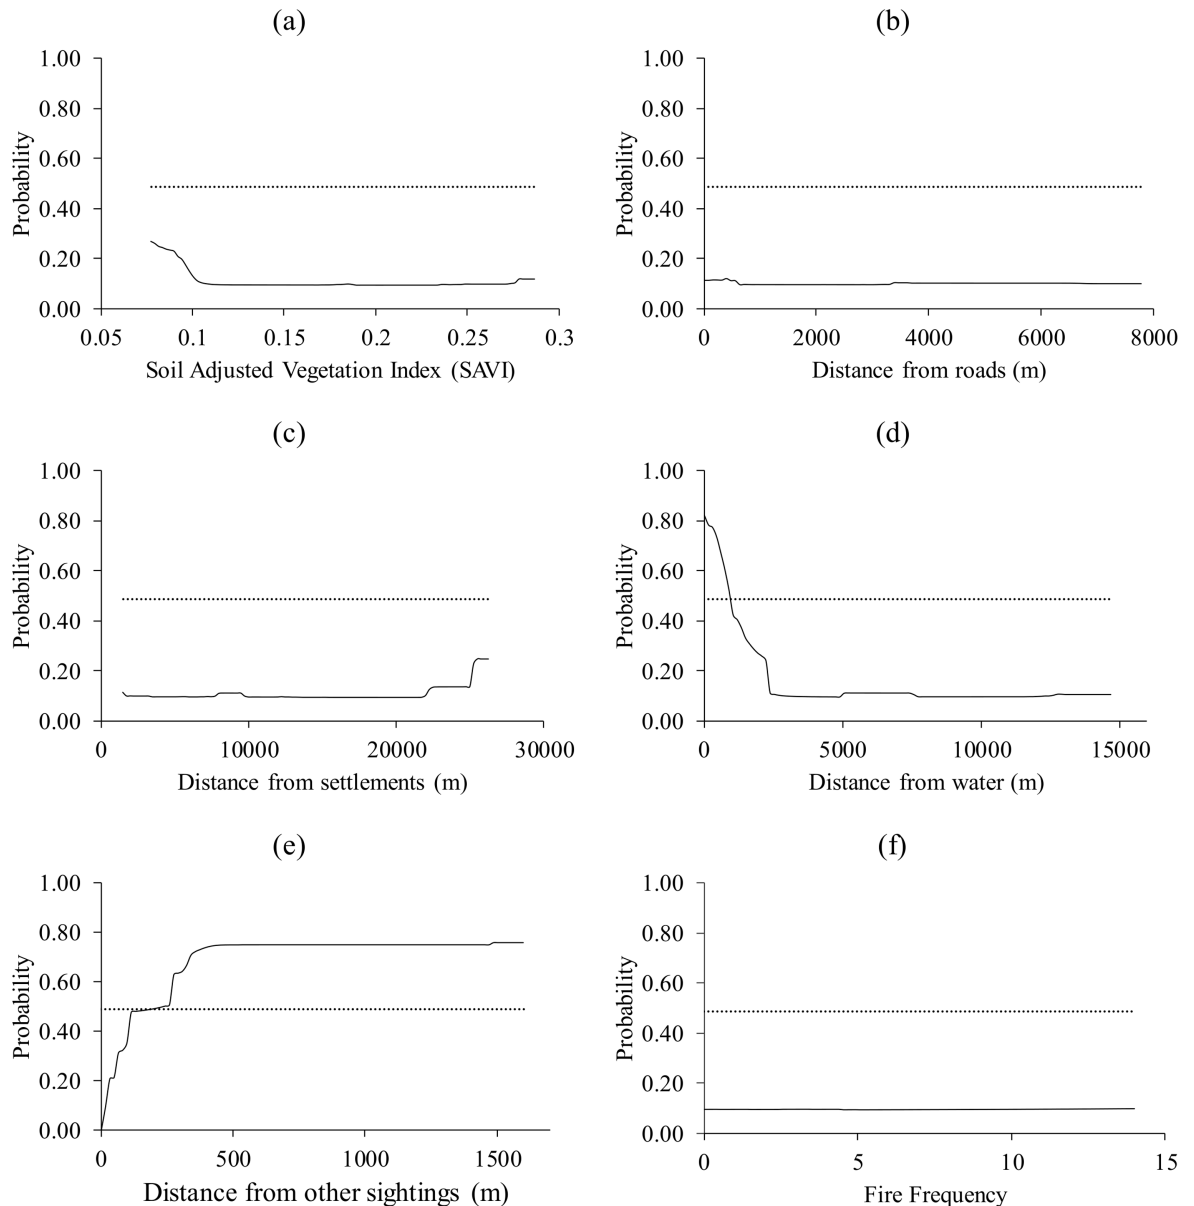 (a)
1.00
0.80
0.60
0.40
0.20
0.00
Probability
0.05 0.1 0.15 0.2 0.25 0.3
Soil Adjusted Vegetation Index (SAVI)
(b)
1.00
0.80
0.60
0.40
0.20
0.00
Probability
0 2000 4000 6000 8000
Distance from roads (m)
(c)
1.00
0.80
0.60
0.40
0.20
0.00
Probability
0 10000 20000 30000
Distance from settlements (m)
(d)
1.00
0.80
0.60
0.40
0.20
0.00
Probability
0 5000 10000 15000
Distance from water (m)
(e)
1.00
0.80
0.60
0.40
0.20
0.00
Probability
0 500 1000 1500
Distance from other sightings (m)
(f)
1.00
0.80
0.60
0.40
0.20
0.00
Probability
0 5 10 15
Fire Frequency